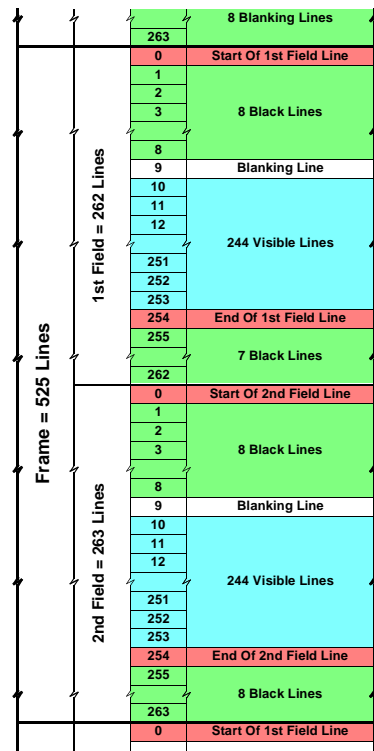 8 Blanking Lines
263
0 Start Of 1st Field Line
1
2
3
8 Black Lines
8
9 Blanking Line
10
11
12
244 Visible Lines
251
252
253
254 End Of 1st Field Line
255
7 Black Lines
262
1st Field = 262 Lines
Frame = 525 Lines
0 Start Of 2nd Field Line
1
2
3 8 Black Lines
8
9 Blanking Line
10
11
12
244 Visible Lines
251
252
253
254 End Of 2nd Field Line
255
8 Black Lines
263
2nd Field = 263 Lines
0 Start Of 1st Field Line